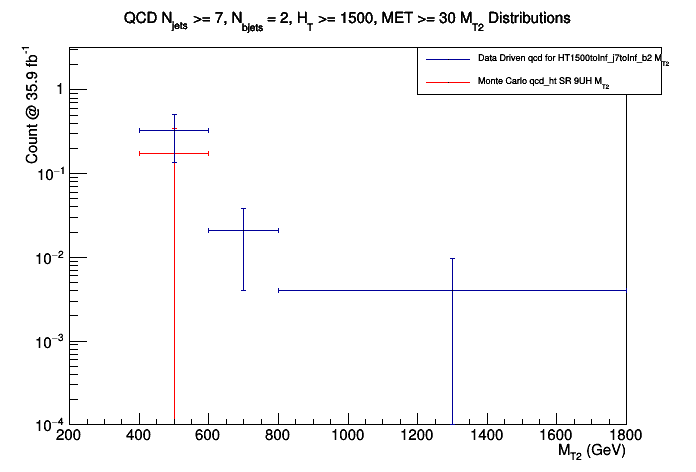 QCD N_jets >= 7, N_bjets = 2, H_T >= 1500, MET >= 30 M_T2 Distributions
Data Driven qcd for HT1500toInf_j7toInf_b2 M_T2
Monte Carlo qcd_ht SR 9UH M_T2
Count @ 35.9 fb^-1
1
10^−1
10^−2
10^−3
10^−4
200 400 600 800 1000 1200 1400 1600 1800
M_T2 (GeV)